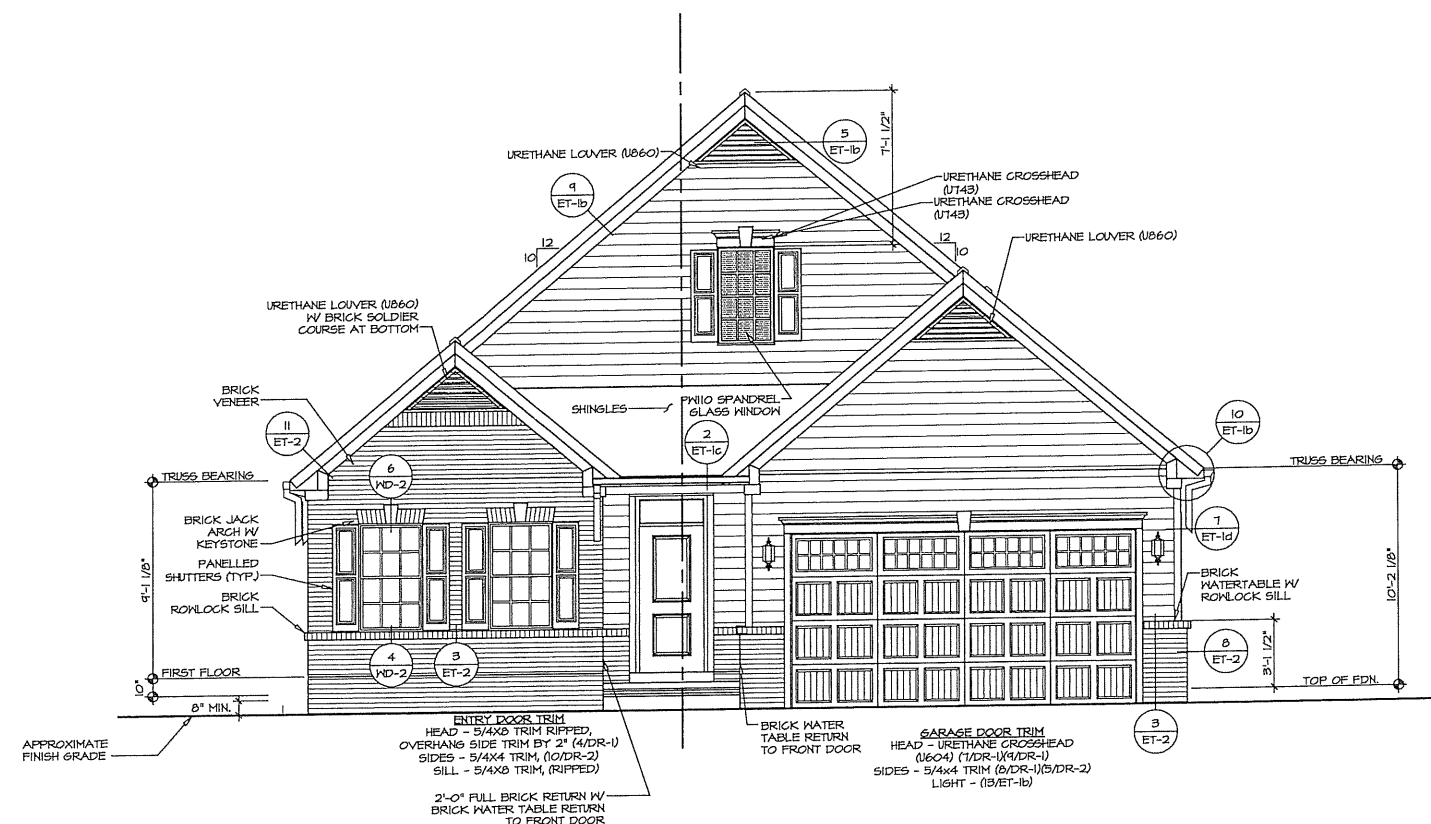 5
ET-1b
7'-1 1/2"
URETHANE LOUVER (U860)
9
ET-1b
URETHANE CROSSHEAD
(U743)
URETHANE CROSSHEAD
(U743)
12
10
12
10
URETHANE LOUVER (U860)
URETHANE LOUVER (U860)
W/ BRICK SOLDIER
COURSE AT BOTTOM
BRICK
VENEER
SHINGLES
PW110 SPANDREL
GLASS WINDOW
11
ET-2
2
ET-1c
10
ET-1b
6
WD-2
TRUSS BEARING
TRUSS BEARING
BRICK JACK
ARCH W/
KEYSTONE
7
ET-1d
PANELLED
SHUTTERS (TYP.)
BRICK
ROWLOCK SILL
9'-1 1/8"
BRICK
WATERTABLE W/
ROWLOCK SILL
10'-2 1/8"
4
WD-2
3
ET-2
8
ET-2
3'-1 1/2"
FIRST FLOOR
TOP OF FDN.
10"
8" MIN.
3
ET-2
APPROXIMATE
FINISH GRADE
ENTRY DOOR TRIM
HEAD - 5/4X8 TRIM RIPPED,
OVERHANG SIDE TRIM BY 2" (4/DR-1)
SIDES - 5/4X4 TRIM, (10/DR-2)
SILL - 5/4X8 TRIM, (RIPPED)
BRICK WATER
TABLE RETURN
TO FRONT DOOR
GARAGE DOOR TRIM
HEAD - URETHANE CROSSHEAD
(U604) (7/DR-1)(9/DR-1)
SIDES - 5/4x4 TRIM (8/DR-1)(5/DR-2)
LIGHT - (13/ET-1b)
2'-0" FULL BRICK RETURN W/
BRICK WATER TABLE RETURN
TO FRONT DOOR